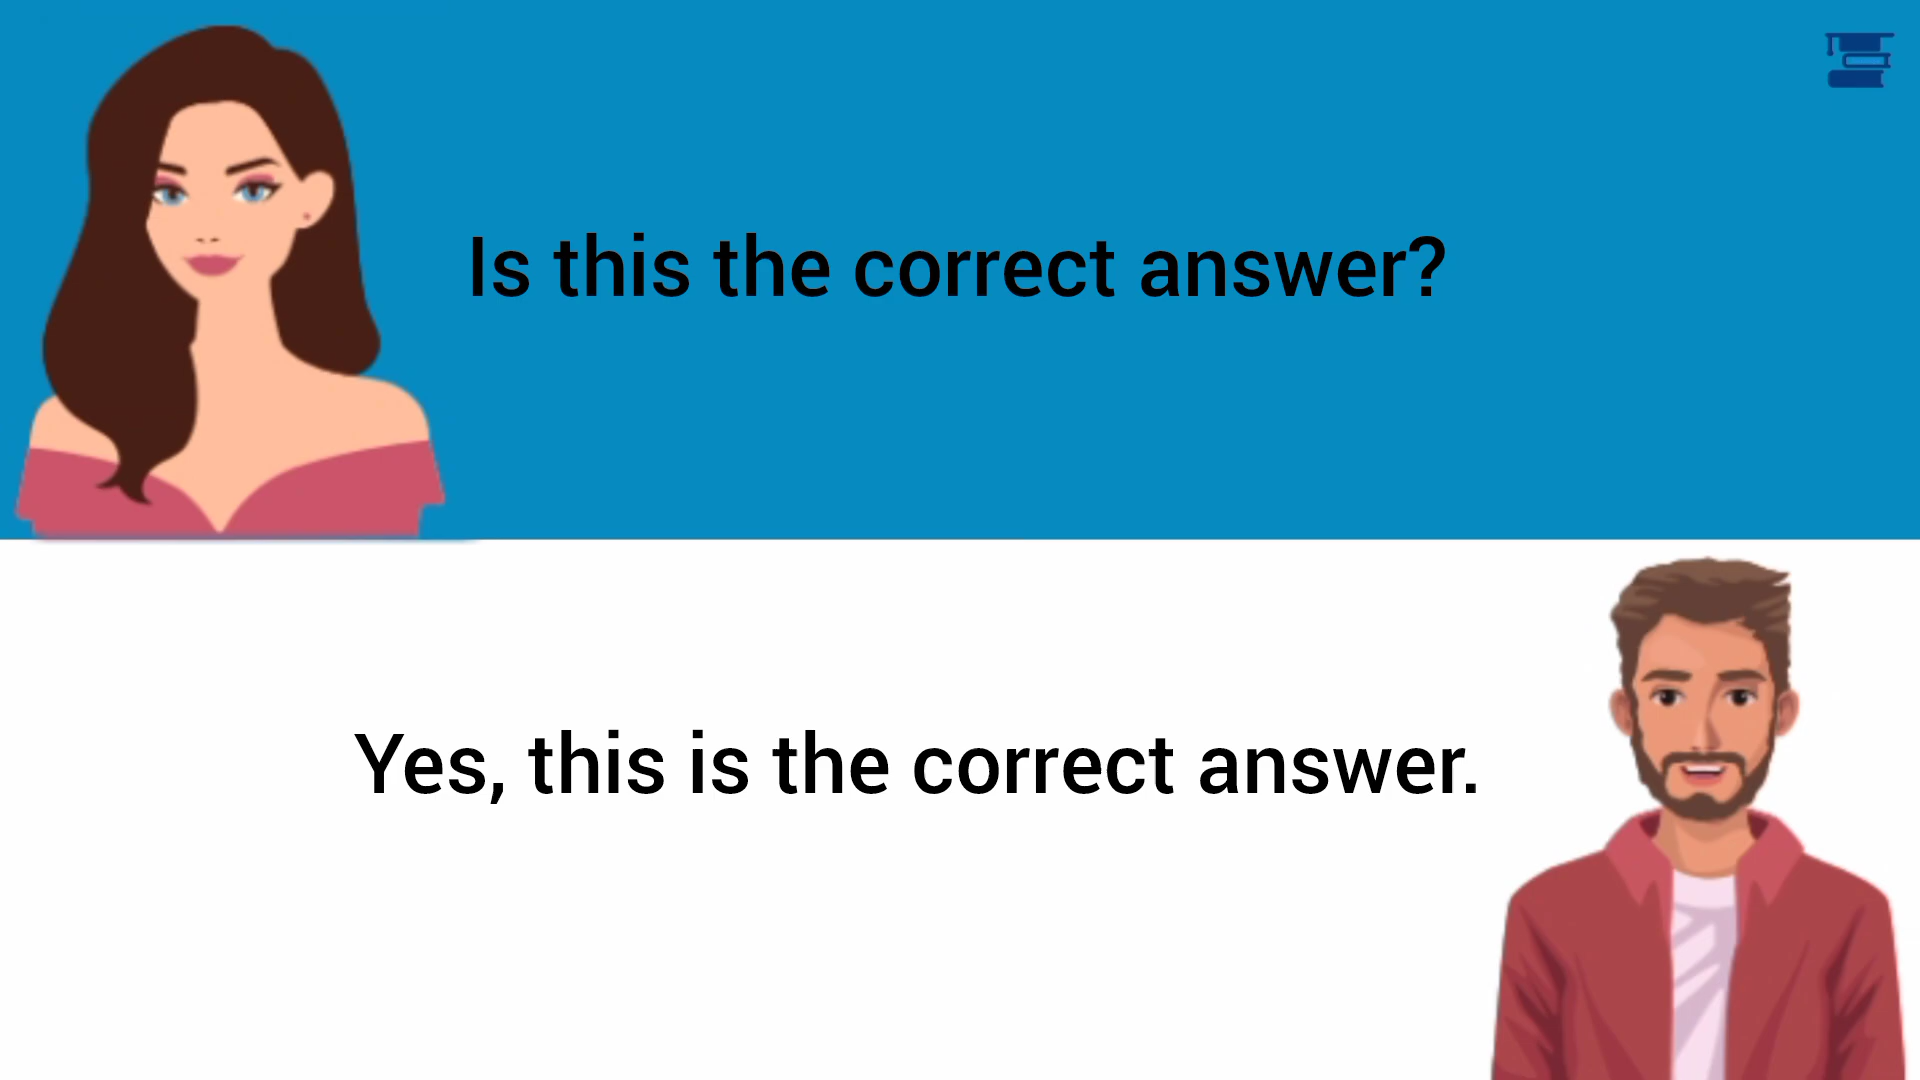 Is this the correct answer?
Yes, this is the correct answer.